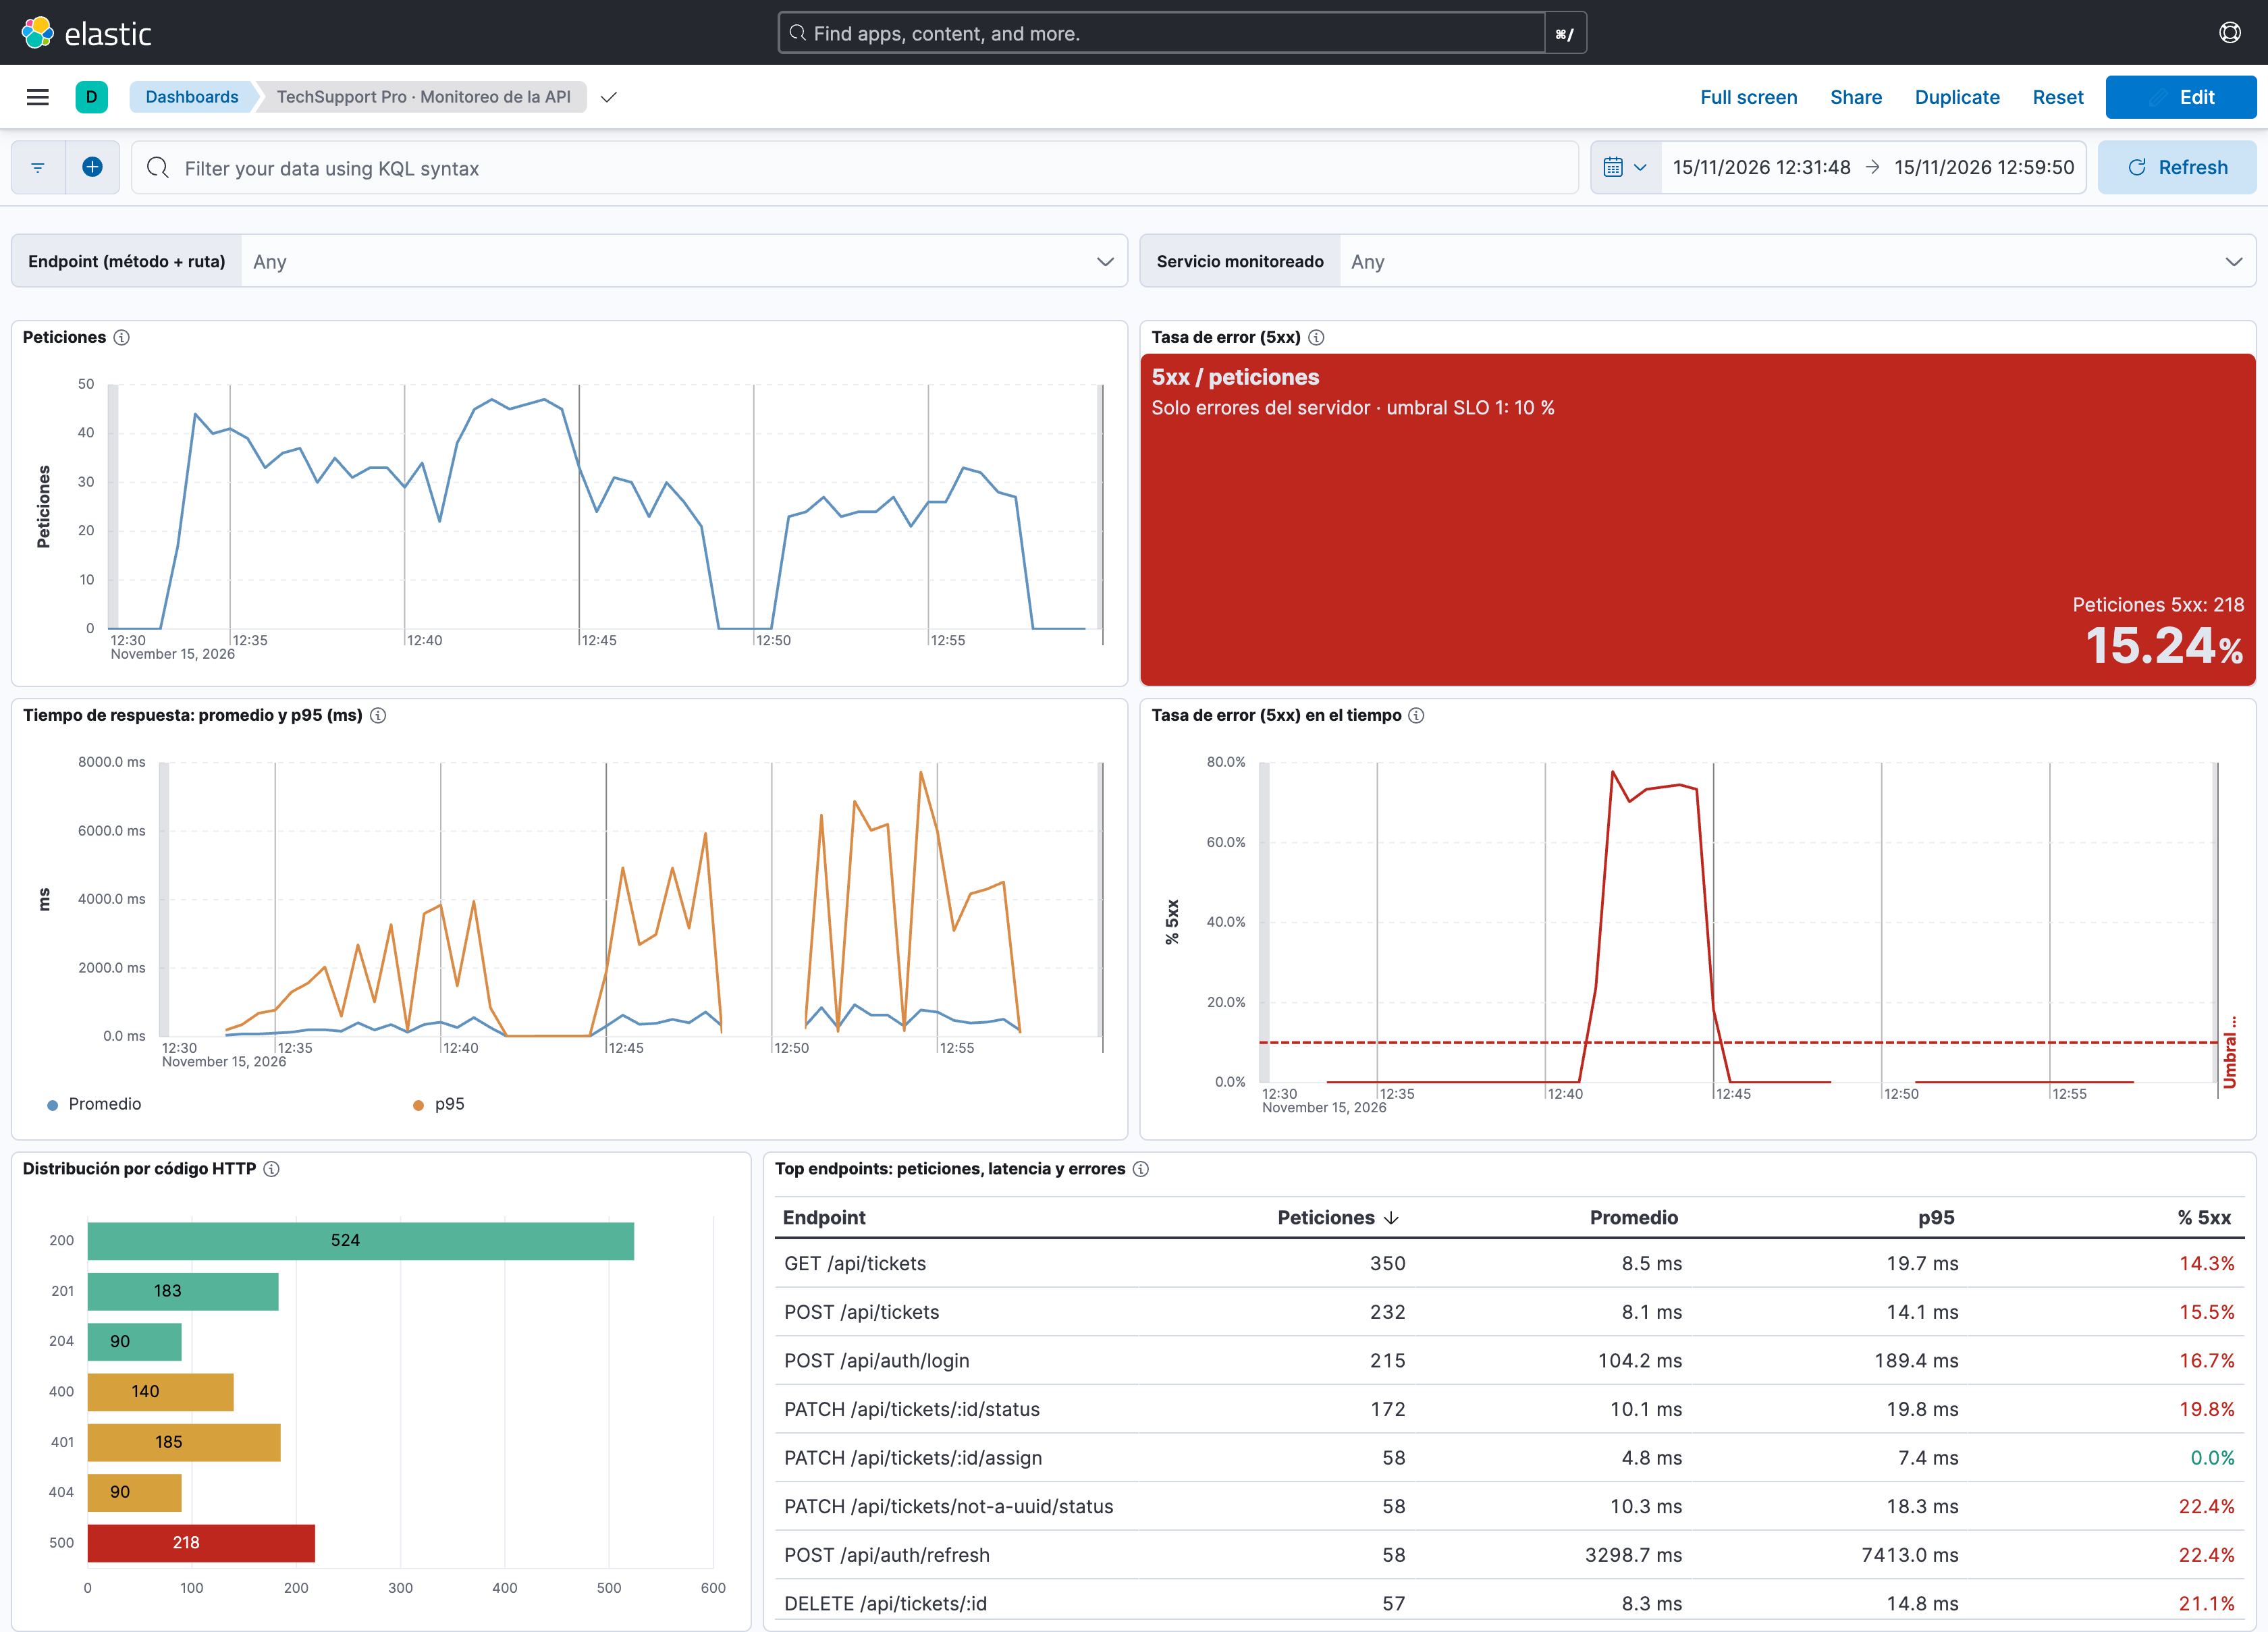 elastic
Find apps, content, and more.
⌘/
D
Dashboards
TechSupport Pro · Monitoreo de la API
Full screen
Share
Duplicate
Reset
Edit
Filter your data using KQL syntax
15/11/2026 12:31:48 → 15/11/2026 12:59:50
Refresh
Endpoint (método + ruta) Any
Servicio monitoreado Any
Peticiones
Peticiones
50
40
30
20
10
0
12:30 12:35 12:40 12:45 12:50 12:55
November 15, 2026
Tasa de error (5xx)
5xx / peticiones
Solo errores del servidor · umbral SLO 1: 10 %
Peticiones 5xx: 218
15.24%
Tiempo de respuesta: promedio y p95 (ms)
ms
8000.0 ms
6000.0 ms
4000.0 ms
2000.0 ms
0.0 ms
12:30 12:35 12:40 12:45 12:50 12:55
November 15, 2026
Promedio p95
Tasa de error (5xx) en el tiempo
% 5xx
80.0%
60.0%
40.0%
20.0%
0.0%
12:30 12:35 12:40 12:45 12:50 12:55
November 15, 2026
Umbral ...
Distribución por código HTTP
200 524
201 183
204 90
400 140
401 185
404 90
500 218
0 100 200 300 400 500 600
Top endpoints: peticiones, latencia y errores
Endpoint Peticiones ↓ Promedio p95 % 5xx
GET /api/tickets 350 8.5 ms 19.7 ms 14.3%
POST /api/tickets 232 8.1 ms 14.1 ms 15.5%
POST /api/auth/login 215 104.2 ms 189.4 ms 16.7%
PATCH /api/tickets/:id/status 172 10.1 ms 19.8 ms 19.8%
PATCH /api/tickets/:id/assign 58 4.8 ms 7.4 ms 0.0%
PATCH /api/tickets/not-a-uuid/status 58 10.3 ms 18.3 ms 22.4%
POST /api/auth/refresh 58 3298.7 ms 7413.0 ms 22.4%
DELETE /api/tickets/:id 57 8.3 ms 14.8 ms 21.1%